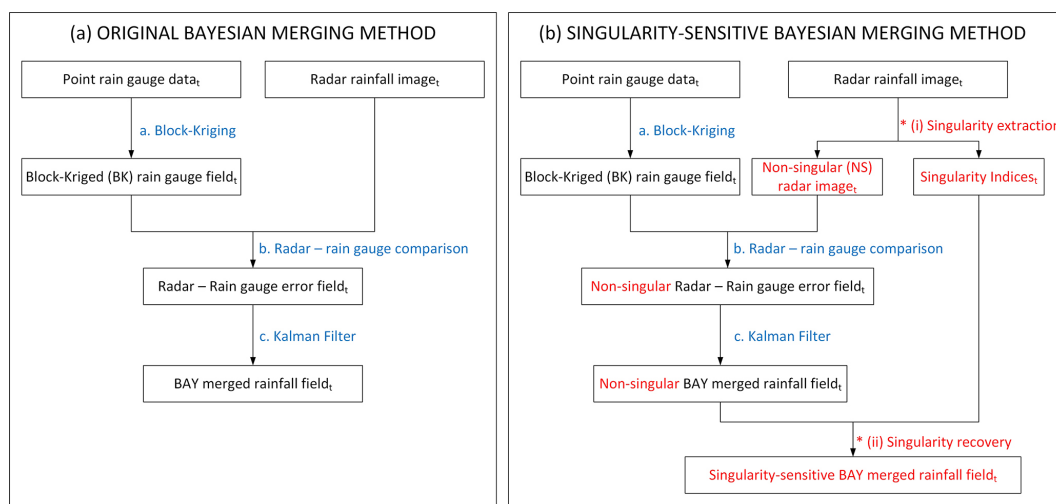 (a) ORIGINAL BAYESIAN MERGING METHOD
Point rain gauge dataₜ
Radar rainfall imageₜ
a. Block-Kriging
Block-Kriged (BK) rain gauge fieldₜ
b. Radar – rain gauge comparison
Radar – Rain gauge error fieldₜ
c. Kalman Filter
BAY merged rainfall fieldₜ
(b) SINGULARITY-SENSITIVE BAYESIAN MERGING METHOD
Point rain gauge dataₜ
Radar rainfall imageₜ
a. Block-Kriging
* (i) Singularity extraction
Block-Kriged (BK) rain gauge fieldₜ
Non-singular (NS)
radar imageₜ
Singularity Indicesₜ
b. Radar – rain gauge comparison
Non-singular Radar – Rain gauge error fieldₜ
c. Kalman Filter
Non-singular BAY merged rainfall fieldₜ
* (ii) Singularity recovery
Singularity-sensitive BAY merged rainfall fieldₜ